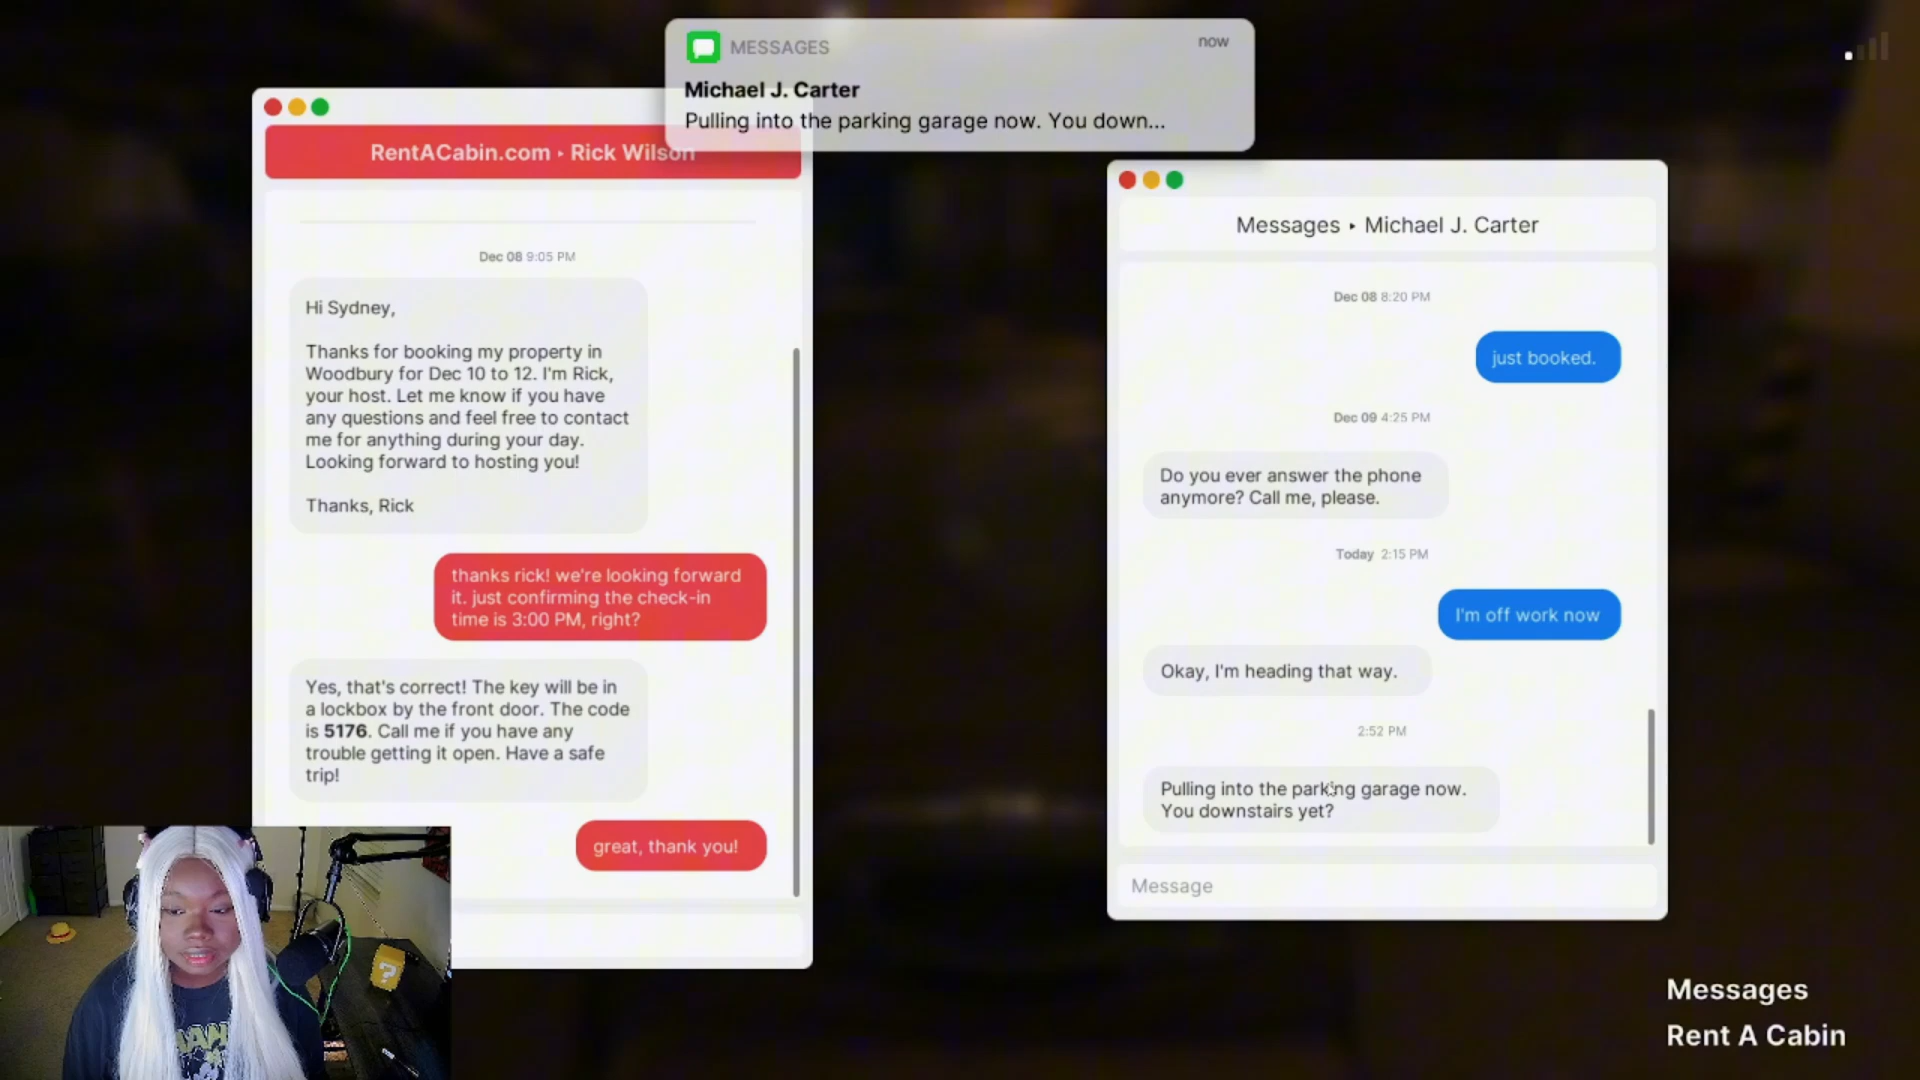 MESSAGES
now
Michael J. Carter
Pulling into the parking garage now. You down...
RentACabin.com ▸ Rick Wilson
Dec 08 9:05 PM
Hi Sydney,
Thanks for booking my property in
Woodbury for Dec 10 to 12. I'm Rick,
your host. Let me know if you have
any questions and feel free to contact
me for anything during your day.
Looking forward to hosting you!
Thanks, Rick
thanks rick! we're looking forward
it. just confirming the check-in
time is 3:00 PM, right?
Yes, that's correct! The key will be in
a lockbox by the front door. The code
is 5176. Call me if you have any
trouble getting it open. Have a safe
trip!
great, thank you!
Messages ▸ Michael J. Carter
Dec 08 8:20 PM
just booked.
Dec 09 4:25 PM
Do you ever answer the phone
anymore? Call me, please.
Today 2:15 PM
I'm off work now
Okay, I'm heading that way.
2:52 PM
Pulling into the parking garage now.
You downstairs yet?
Message
Messages
Rent A Cabin
?